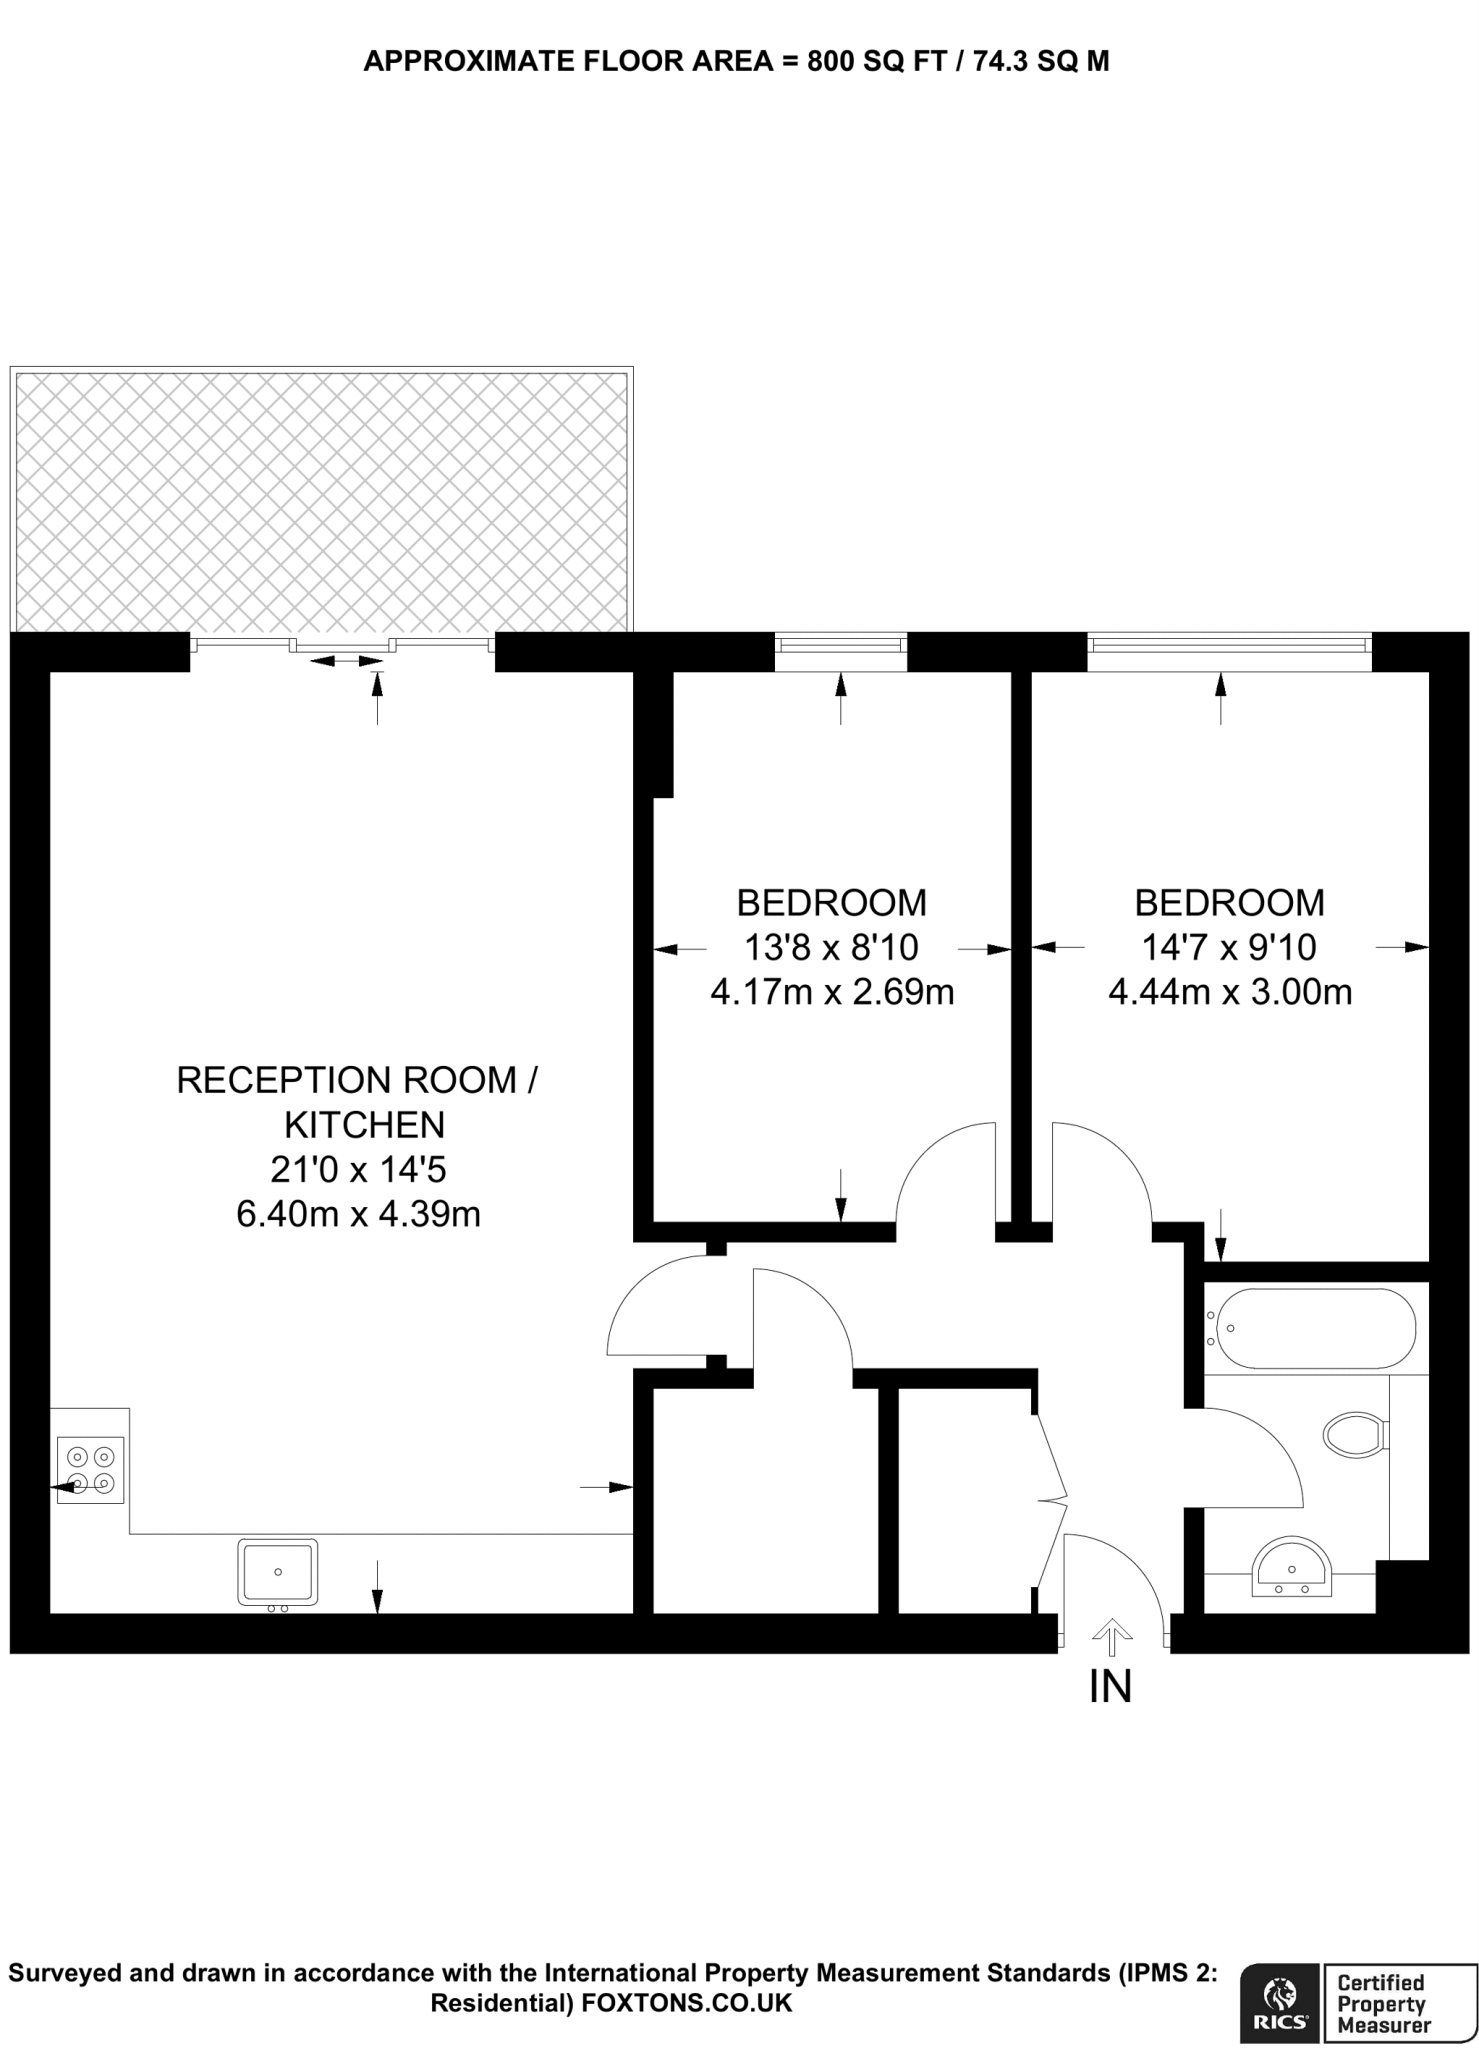 APPROXIMATE FLOOR AREA = 800 SQ FT / 74.3 SQ M
BEDROOM
13'8 x 8'10
4.17m x 2.69m
BEDROOM
14'7 x 9'10
4.44m x 3.00m
RECEPTION ROOM /
KITCHEN
21'0 x 14'5
6.40m x 4.39m
IN
Surveyed and drawn in accordance with the International Property Measurement Standards (IPMS 2:
Residential) FOXTONS.CO.UK
RICS
Certified
Property
Measurer